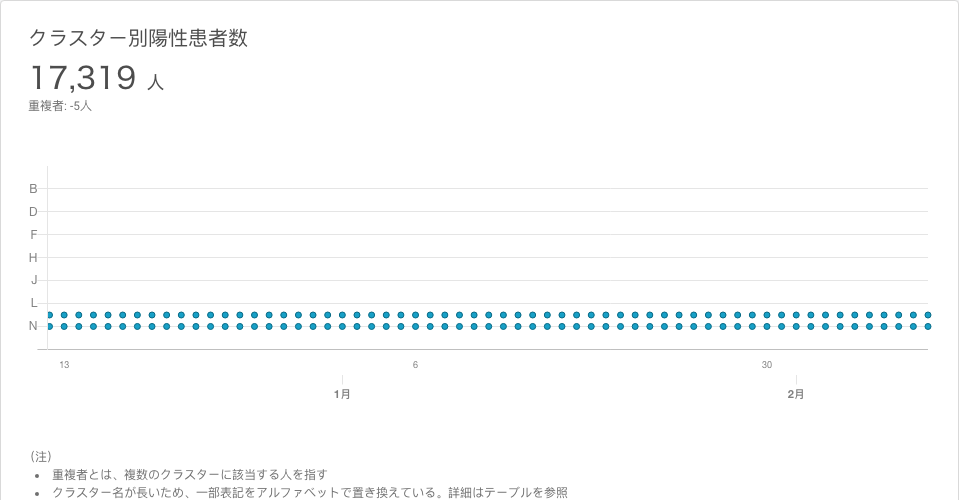 クラスター別陽性患者数
17,319 人
重複者: -5人
B
D
F
H
J
L
N
13 6 30
1月 2月
（注）
• 重複者とは、複数のクラスターに該当する人を指す
• クラスター名が長いため、一部表記をアルファベットで置き換えている。詳細はテーブルを参照